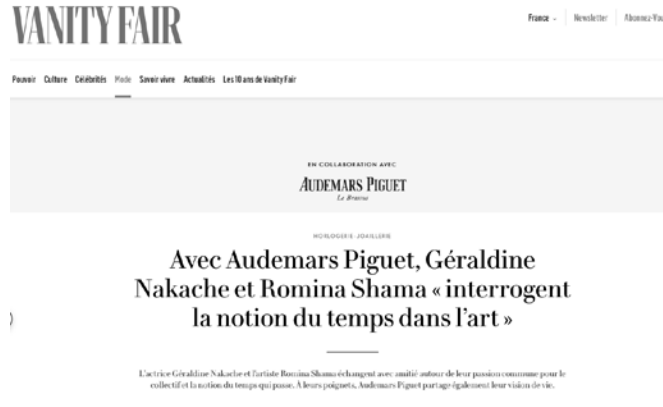 VANITY FAIR
France Newsletter Abonnez-Vou
Pouvoir Culture Célébrités Mode Savoir vivre Actualités Les 10 ans de Vanity Fair
EN COLLABORATION AVEC
AUDEMARS PIGUET
Le Brassus
HORLOGERIE-JOAILLERIE
Avec Audemars Piguet, Géraldine
Nakache et Romina Shama « interrogent
la notion du temps dans l’art »
L’actrice Géraldine Nakache et l’artiste Romina Shama échangent avec amitié autour de leur passion commune pour le
collectif et la notion du temps qui passe. À leurs poignets, Audemars Piguet partage également leur vision de vie.